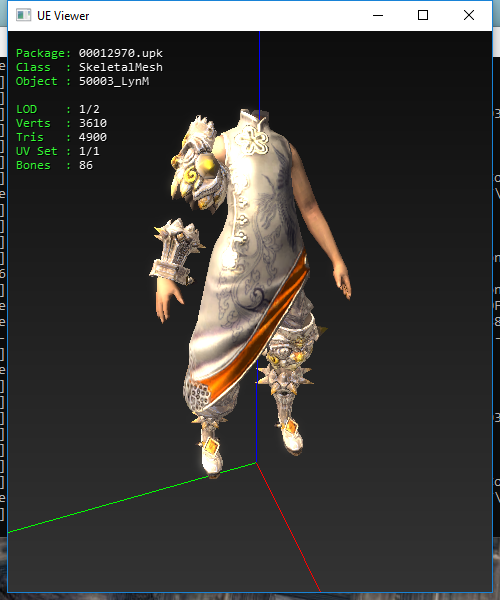 UE Viewer
Package: 00012970.upk
Class : SkeletalMesh
Object : 50003_LynM
LOD : 1/2
Verts : 3610
Tris : 4900
UV Set : 1/1
Bones : 86